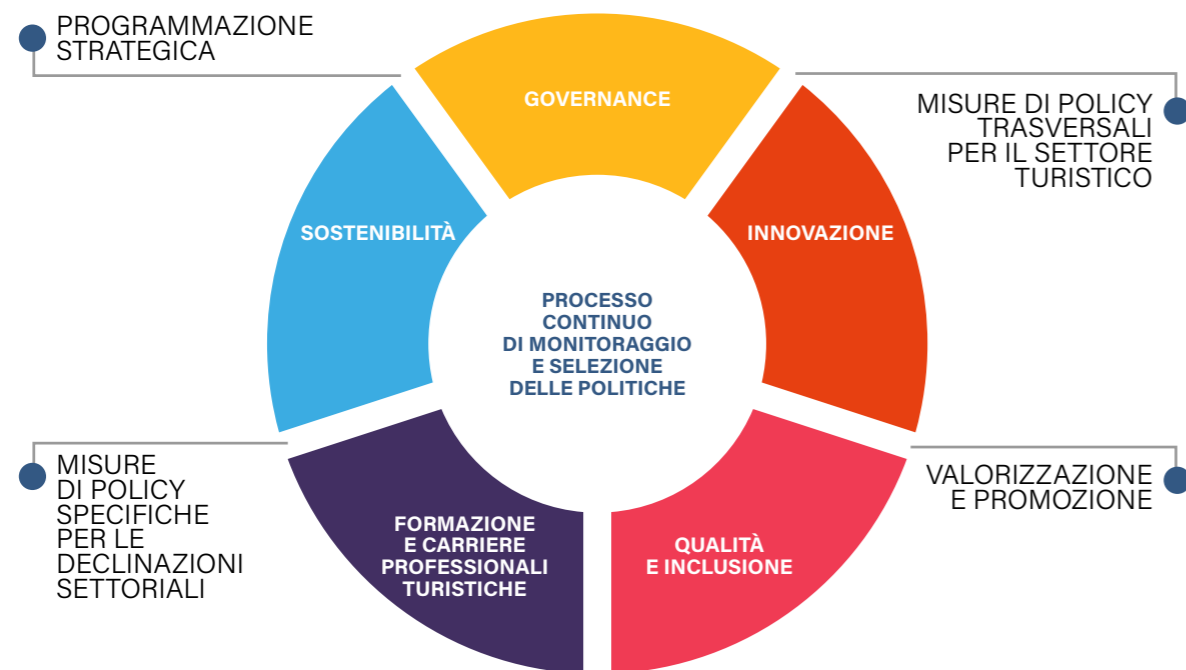 PROGRAMMAZIONE
STRATEGICA
GOVERNANCE
MISURE DI POLICY
TRASVERSALI
PER IL SETTORE
TURISTICO
SOSTENIBILITÀ
INNOVAZIONE
PROCESSO
CONTINUO
DI MONITORAGGIO
E SELEZIONE
DELLE POLITICHE
MISURE
DI POLICY
SPECIFICHE
PER LE
DECLINAZIONI
SETTORIALI
VALORIZZAZIONE
E PROMOZIONE
FORMAZIONE
E CARRIERE
PROFESSIONALI
TURISTICHE
QUALITÀ
E INCLUSIONE